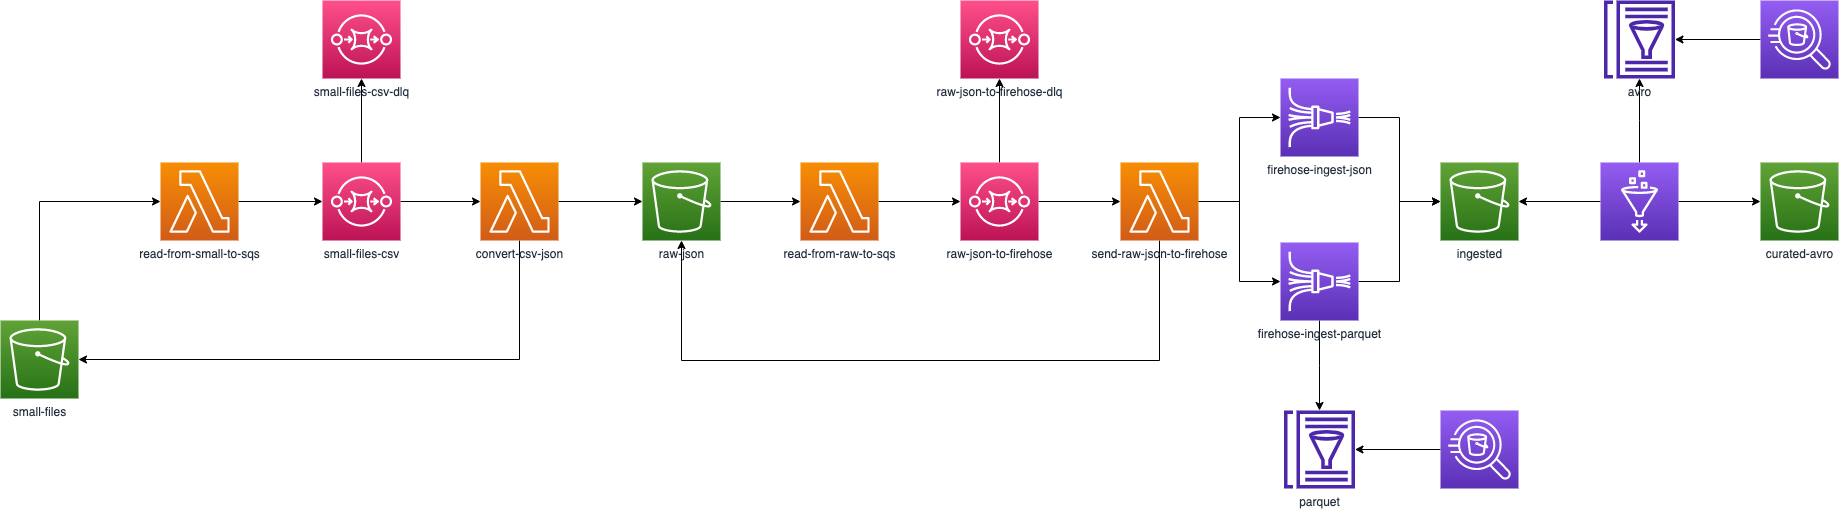 small-files-csv-dlq
raw-json-to-firehose-dlq
avro
firehose-ingest-json
read-from-small-to-sqs
small-files-csv
convert-csv-json
raw-json
read-from-raw-to-sqs
raw-json-to-firehose
send-raw-json-to-firehose
ingested
curated-avro
firehose-ingest-parquet
small-files
parquet